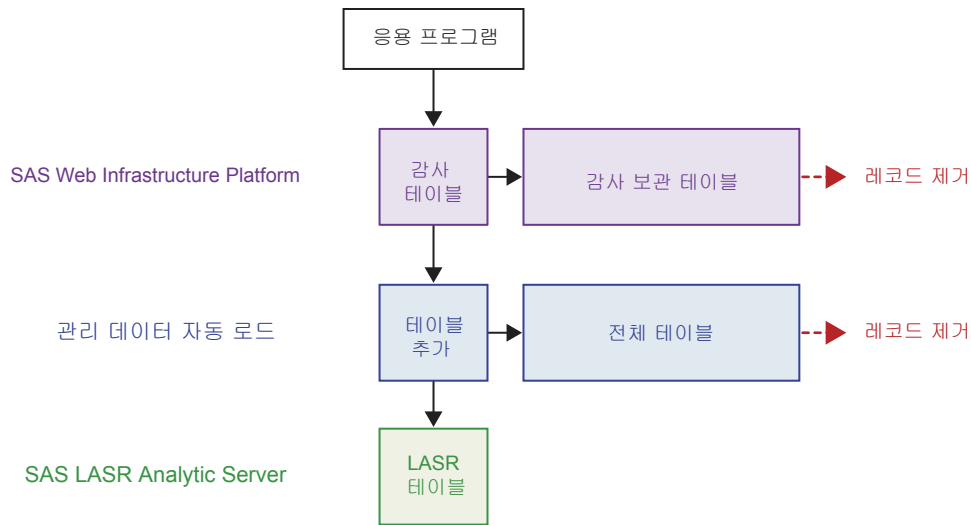 응용 프로그램
SAS Web Infrastructure Platform
감사
테이블
감사 보관 테이블
레코드 제거
관리 데이터 자동 로드
테이블
추가
전체 테이블
레코드 제거
SAS LASR Analytic Server
LASR
테이블